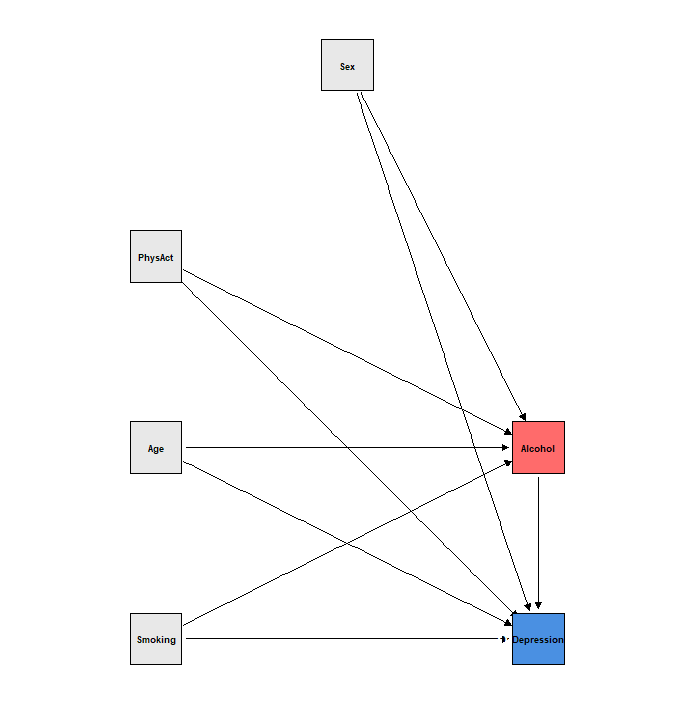 Sex
PhysAct
Age
Alcohol
Smoking
Depression